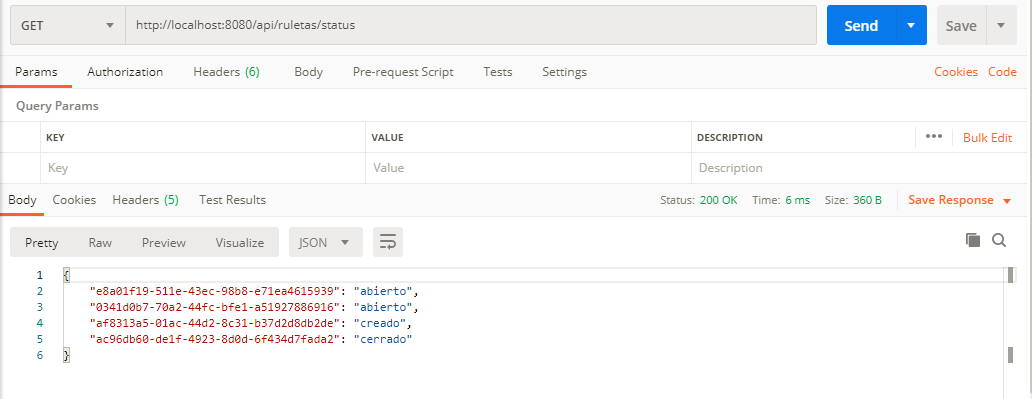 GET http://localhost:8080/api/ruletas/status Send Save
Params Authorization Headers (6) Body Pre-request Script Tests Settings Cookies Code
Query Params
KEY VALUE DESCRIPTION ••• Bulk Edit
Key Value Description
Body Cookies Headers (5) Test Results Status: 200 OK Time: 6 ms Size: 360 B Save Response
Pretty Raw Preview Visualize JSON
1 {
2 "e8a01f19-511e-43ec-98b8-e71ea4615939": "abierto",
3 "0341d0b7-70a2-44fc-bfe1-a51927886916": "abierto",
4 "af8313a5-01ac-44d2-8c31-b37d2d8db2de": "creado",
5 "ac96db60-de1f-4923-8d0d-6f434d7fada2": "cerrado"
6 }